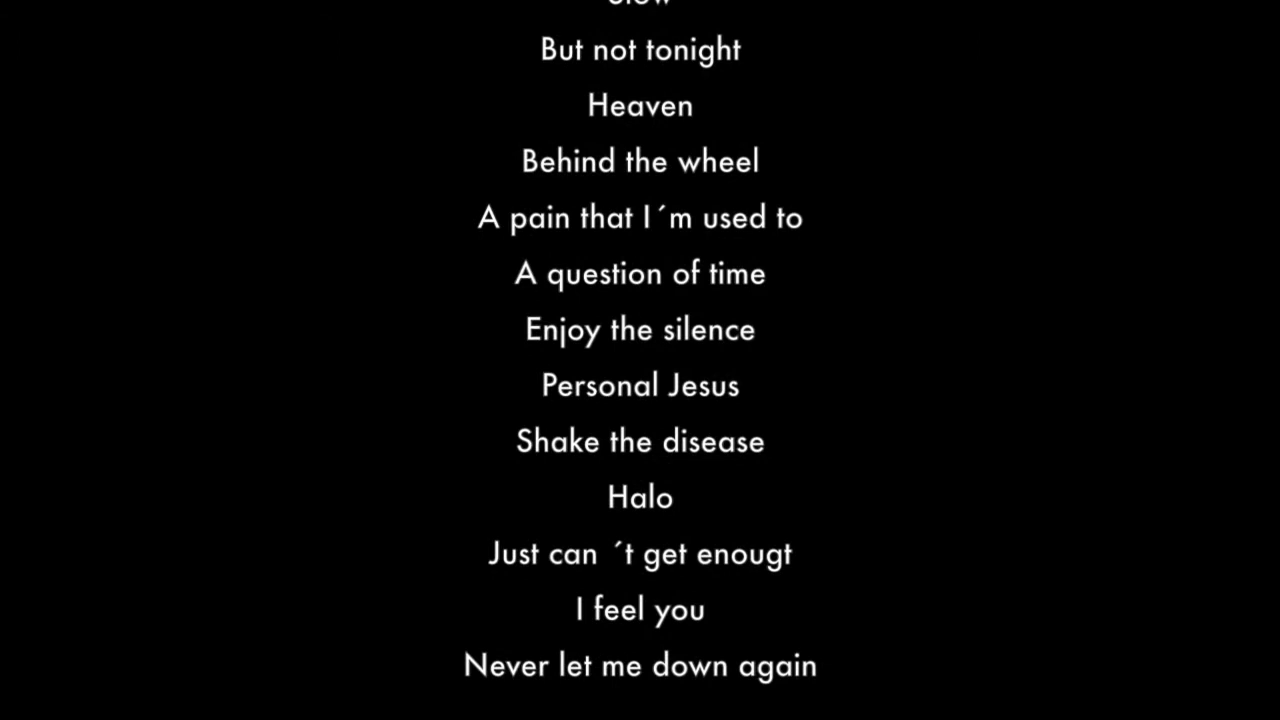 Slow
But not tonight
Heaven
Behind the wheel
A pain that I´m used to
A question of time
Enjoy the silence
Personal Jesus
Shake the disease
Halo
Just can ´t get enougt
I feel you
Never let me down again